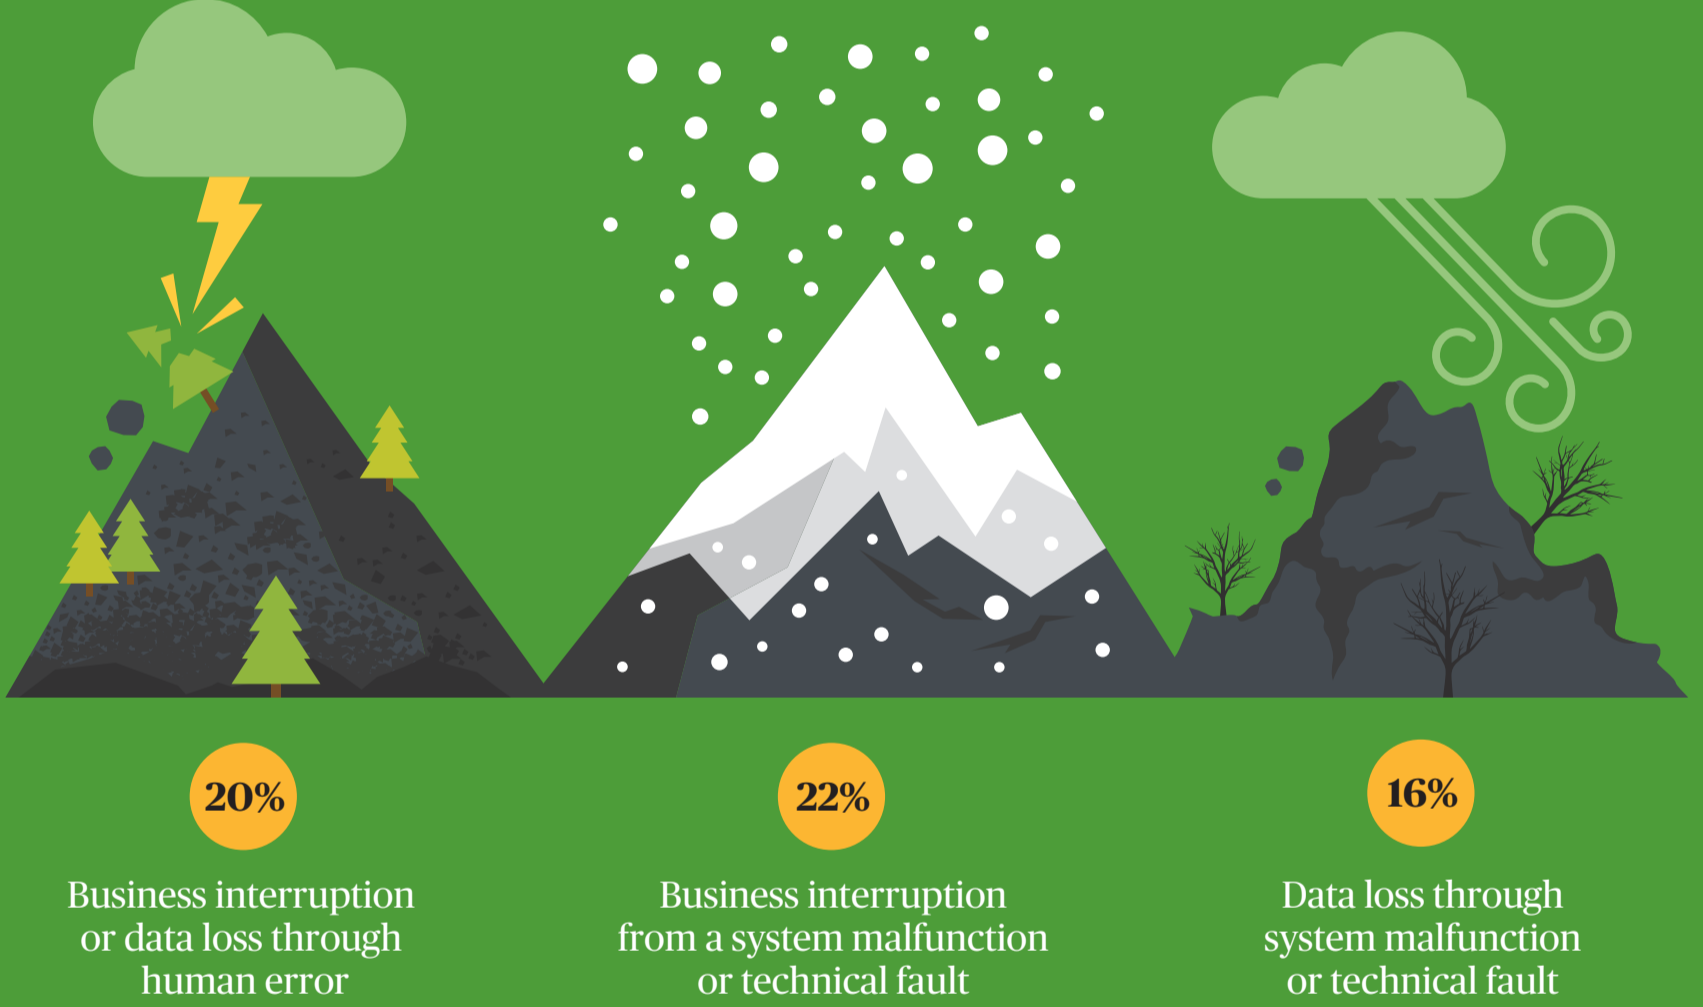 20%
Business interruption
or data loss through
human error
22%
Business interruption
from a system malfunction
or technical fault
16%
Data loss through
system malfunction
or technical fault